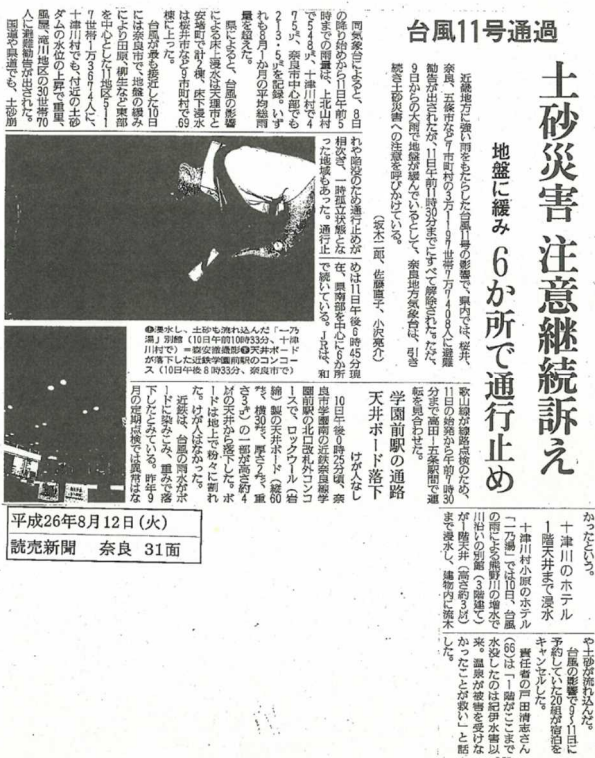 台風11号通過
土砂災害 注意継続訴え
地盤に緩み 6か所で通行止め
近畿地方に強い雨をもたらした台風11号の影響で、県内では、桜井、
奈良、五條市など7市町村の3万1197世帯7万7408人に避難
勧告が出されたが、11日午前11時30分までにすべて解除された。ただ、
9日からの大雨で地盤が緩んでいるとして、奈良地方気象台は、引き
続き土砂災害への注意を呼びかけている。
(坂木二郎、佐藤直子、小沢亮介)
同気象台によると、8日
の降り始めから11日午前5
時までの雨量は、上北山村
で548㍉、十津川村で4
75㍉、奈良市中心部でも
213・5㍉を記録。いず
れも8月1か月の平均総雨
量を超えた。
県によると、台風の影響
による床上浸水は天理市と
安堵町で計2棟、床下浸水
は桜井市など9市町村で69
棟に上った。
台風が最も接近した10日
には奈良市で、地盤の緩み
により田原、柳生など東部
を中心とした11地区511
7世帯1万3674人に、
十津川村でも、付近の土砂
ダムの水位の上昇で重里、
風屋、滝川地区の30世帯70
人に避難勧告が出された。
国道や県道でも、土砂崩
れや陥没のため通行止めが
相次ぎ、一時孤立状態とな
った地域もあった。通行止
めは11日午後6時45分現
在、県南部を中心に6か所
で続いている。JRは、和
歌山線が線路点検のため、
11日の始発から午前7時30
分まで高田―五条駅間で運
転を見合わせた。
学園前駅の通路
天井ボード落下
けが人なし
10日午後0時25分頃、奈
良市学園南の近鉄奈良線学
園前駅の北口改札外コンコ
ースで、ロックウール(岩
綿)製の天井ボード(縦60
㌢、横30㌢、厚さ2㌢、重
さ3㌔)の一部が高さ約4
㍍の天井から落下した。ボ
ードは地上で粉々に割れ
た。けが人はなかった。
近鉄は、台風の雨水がボ
ードに染みこみ、重みで落
下したとみている。昨年9
月の定期点検では異常はな
かったという。
十津川のホテル
1階天井まで浸水
十津川村小原のホテル
「一乃湯」では10日、台風
の雨による熊野川の増水で
川沿いの別館(3階建て)
が1階天井(高さ約3㍍)
まで浸水し、建物内に流木
や土砂が流れ込んだ。
台風の影響で9～11日に
予約していた20組が宿泊を
キャンセルした。
責任者の戸田清志さん
(66)は「1階がここまで
水没したのは紀伊水害以
来。温泉が被害を受けな
かったことが救い」と話
した。
㊤浸水し、土砂も流れ込んだ「一乃
湯」別館(10日午前10時33分、十津
川村で)=森安徹撮影㊦天井ボード
が落下した近鉄学園前駅のコンコー
ス(10日午後8時33分、奈良市で)
平成26年8月12日(火)
読売新聞 奈良 31面